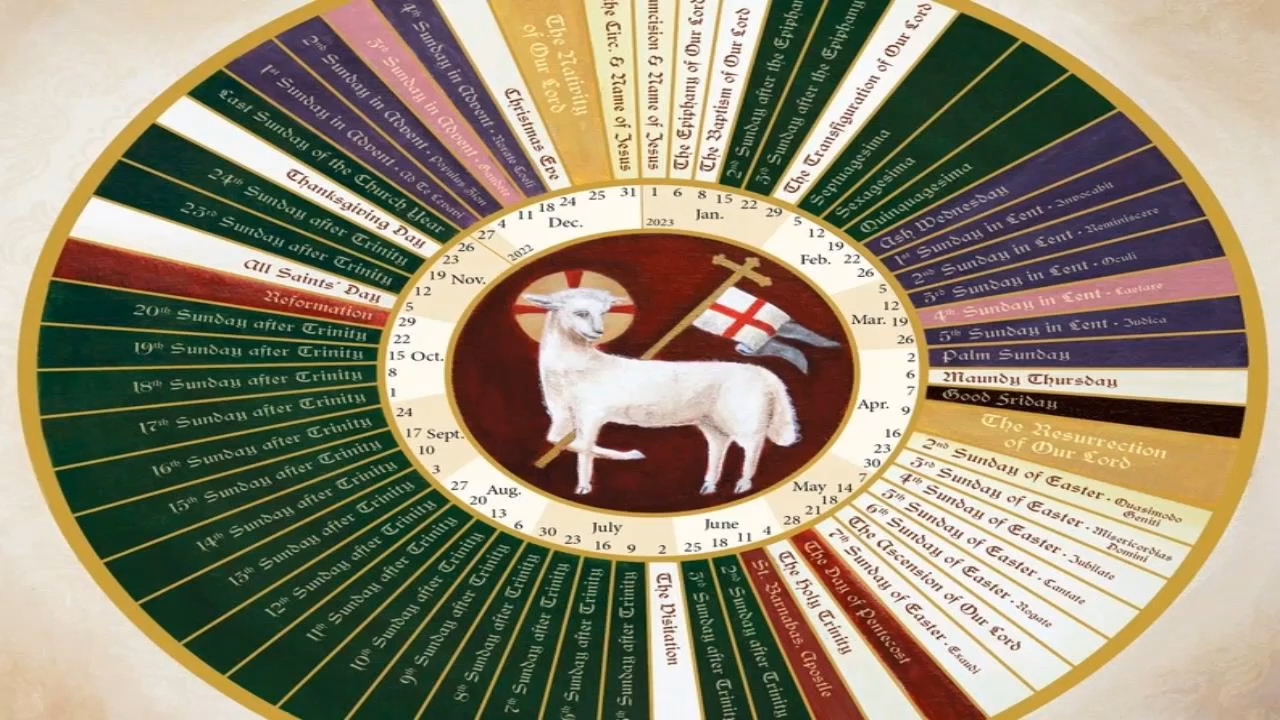 4th Sunday in Advent · Rorate Coeli
Christmas Eve
The Nativity
of Our Lord
he Circ. & Name of Jesus
umcision & Name of Jesus
The Epiphany of Our Lord
The Baptism of Our Lord
2nd Sunday after the Epiphan
3rd Sunday after the Epiphany
The Transfiguration of Our Lord
Septuagesima
Sexagesima
Quinquagesima
Ash Wednesday
1st Sunday in Lent · Invocabit
2nd Sunday in Lent · Reminiscere
3rd Sunday in Lent · Oculi
4th Sunday in Lent · Laetare
5th Sunday in Lent · Judica
Palm Sunday
Maundy Thursday
Good Friday
The Resurrection
of Our Lord
2nd Sunday of Easter · Quasimodo
Geniti
3rd Sunday of Easter · Misericordias
Domini
4th Sunday of Easter · Jubilate
5th Sunday of Easter · Cantate
6th Sunday of Easter · Rogate
The Ascension of Our Lord
7th Sunday of Easter · Exaudi
The Day of Pentecost
The Holy Trinity
St. Barnabas, Apostle
2nd Sunday after Trinity
3rd Sunday after Trinit
The Visitation
Sunday after Trinity
6th Sunday after Trinity
7th Sunday after Trinity
8th Sunday after Trinity
9th Sunday after Trinity
10th Sunday after Trinity
11th Sunday after Trinity
12th Sunday after Trinity
13th Sunday after Trinity
14th Sunday after Trinity
15th Sunday after Trinity
16th Sunday after Trinity
17th Sunday after Trinity
18th Sunday after Trinity
19th Sunday after Trinity
20th Sunday after Trinity
Reformation
All Saints' Day
23rd Sunday after Trinity
Thanksgiving Day
24th Sunday after Trinity
Last Sunday of the Church Year
1st Sunday in Advent · Ad Te Levavi
2nd Sunday in Advent · Populus Zion
3rd Sunday in Advent · Gaudete
2023
Jan.
1 6 8 15 22 29
Feb.
5 12 19 22 26
Mar.
5 12 19 26
Apr.
2 6 7 9 16 23 30
May
7 14 18 21 28
June
4 11 18 25
July
2 9 16 23 30
Aug.
6 13 20 27
Sept.
3 10 17 24
Oct.
1 8 15 22 29
Nov.
5 12 19 23 26
2022
27
Dec.
4 11 18 24 25 31